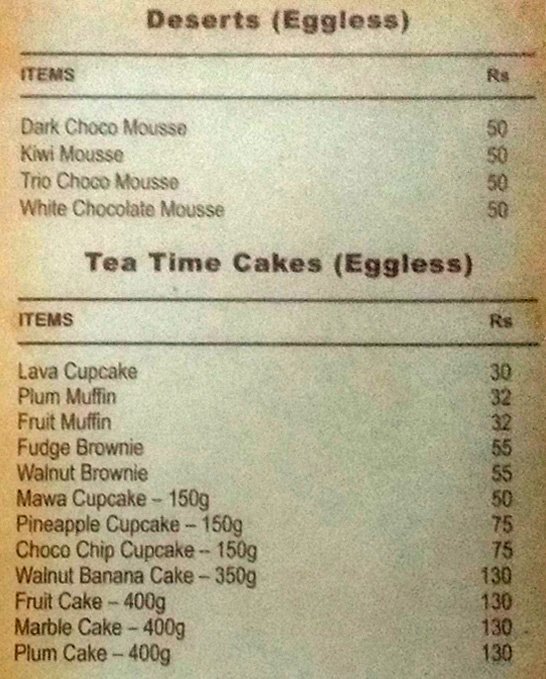 Deserts (Eggless)
ITEMS Rs
Dark Choco Mousse 50
Kiwi Mousse 50
Trio Choco Mousse 50
White Chocolate Mousse 50
Tea Time Cakes (Eggless)
ITEMS Rs
Lava Cupcake 30
Plum Muffin 32
Fruit Muffin 32
Fudge Brownie 55
Walnut Brownie 55
Mawa Cupcake – 150g 50
Pineapple Cupcake – 150g 75
Choco Chip Cupcake – 150g 75
Walnut Banana Cake – 350g 130
Fruit Cake – 400g 130
Marble Cake – 400g 130
Plum Cake – 400g 130